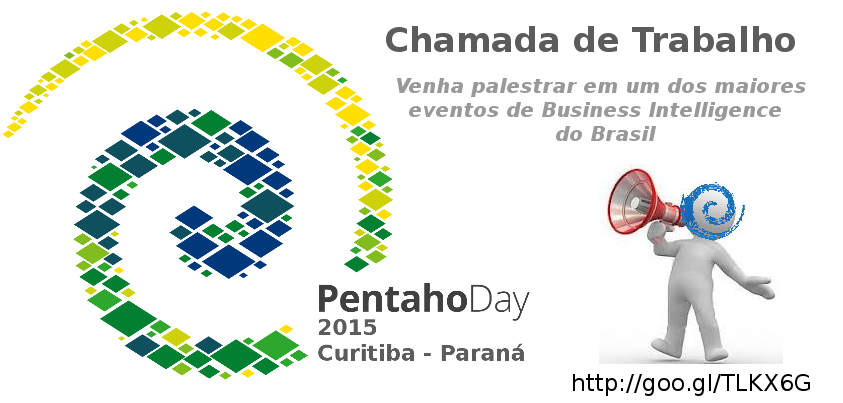 Chamada de Trabalho
Venha palestrar em um dos maiores
eventos de Business Intelligence
do Brasil
PentahoDay
2015
Curitiba - Paraná
http://goo.gl/TLKX6G